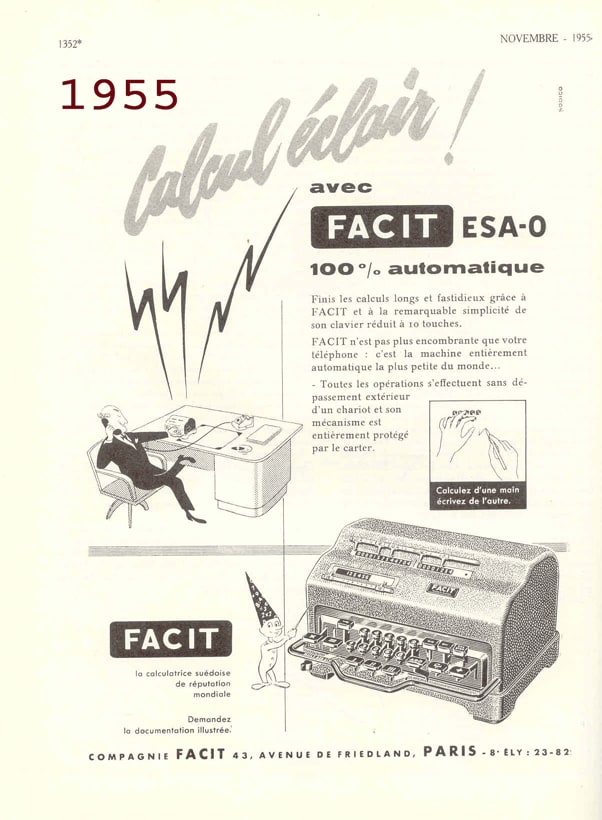 1352*
NOVEMBRE - 1955
1955
SODICO
Calcul éclair !
avec
FACIT ESA-0
100 % automatique
Finis les calculs longs et fastidieux grâce à
FACIT et à la remarquable simplicité de
son clavier réduit à 10 touches.
FACIT n'est pas plus encombrante que votre
téléphone : c'est la machine entièrement
automatique la plus petite du monde...
- Toutes les opérations s'effectuent sans dé-
passement extérieur
d'un chariot et son
mécanisme est
entièrement protégé
par le carter.
Calculez d'une main
écrivez de l'autre.
FACIT
FACIT
la calculatrice suédoise
de réputation
mondiale
Demandez
la documentation illustrée.
COMPAGNIE FACIT 43, AVENUE DE FRIEDLAND, PARIS - 8e ÉLY : 23-82